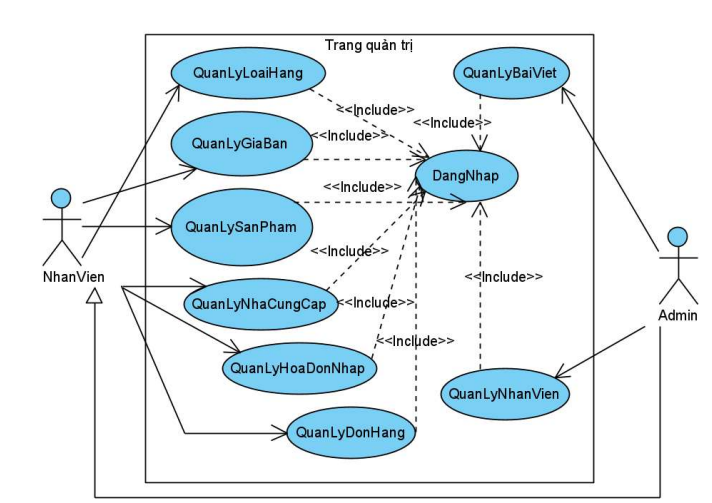 Trang quản trị
QuanLyLoaiHang
QuanLyBaiViet
<<Include>>
<<Include>>
<<Include>>
QuanLyGiaBan
DangNhap
<<Include>>
QuanLySanPham
<<Include>>
NhanVien
<<Include>>
Admin
QuanLyNhaCungCap
<<Include>>
<<Include>>
QuanLyHoaDonNhap
QuanLyNhanVien
QuanLyDonHang